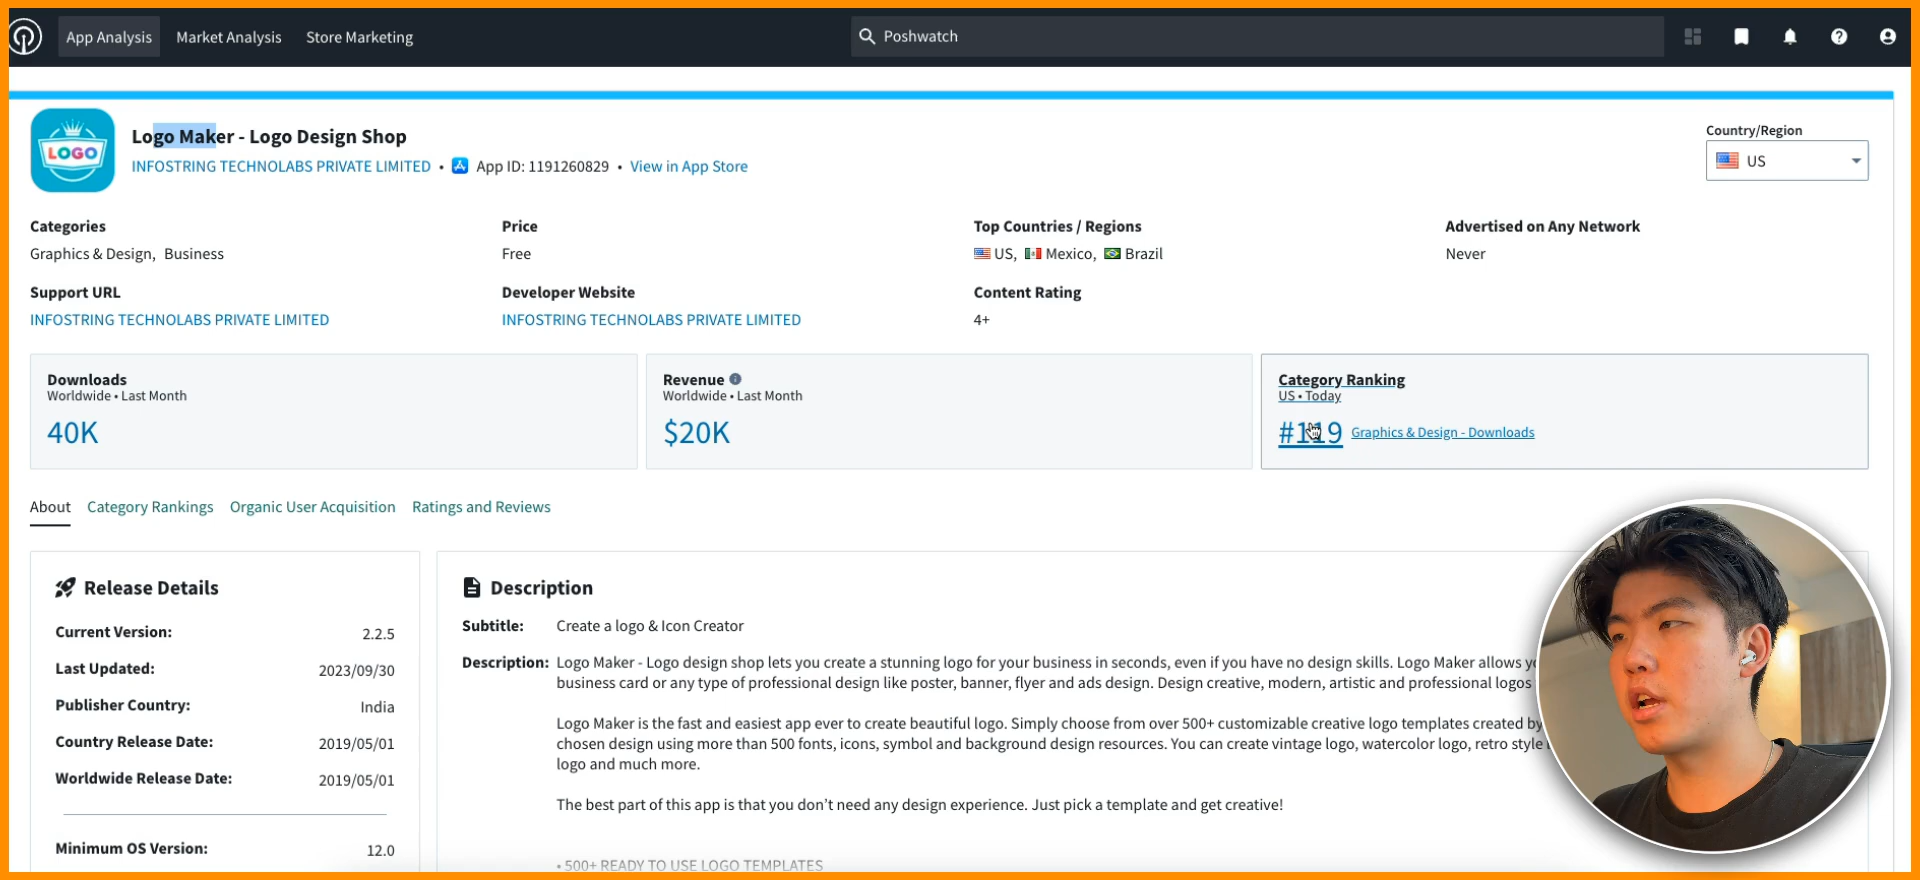 App Analysis
Market Analysis
Store Marketing
Poshwatch
LOGO
Logo Maker - Logo Design Shop
INFOSTRING TECHNOLABS PRIVATE LIMITED • App ID: 1191260829 • View in App Store
Country/Region
US
Categories
Graphics & Design, Business
Price
Free
Top Countries / Regions
US, Mexico, Brazil
Advertised on Any Network
Never
Support URL
INFOSTRING TECHNOLABS PRIVATE LIMITED
Developer Website
INFOSTRING TECHNOLABS PRIVATE LIMITED
Content Rating
4+
Downloads
Worldwide • Last Month
40K
Revenue
Worldwide • Last Month
$20K
Category Ranking
US • Today
#119 Graphics & Design - Downloads
About
Category Rankings
Organic User Acquisition
Ratings and Reviews
Release Details
Current Version: 2.2.5
Last Updated: 2023/09/30
Publisher Country: India
Country Release Date: 2019/05/01
Worldwide Release Date: 2019/05/01
Minimum OS Version: 12.0
Description
Subtitle: Create a logo & Icon Creator
Description: Logo Maker - Logo design shop lets you create a stunning logo for your business in seconds, even if you have no design skills. Logo Maker allows
business card or any type of professional design like poster, banner, flyer and ads design. Design creative, modern, artistic and professional logos
Logo Maker is the fast and easiest app ever to create beautiful logo. Simply choose from over 500+ customizable creative logo templates created by
chosen design using more than 500 fonts, icons, symbol and background design resources. You can create vintage logo, watercolor logo, retro style
logo and much more.
The best part of this app is that you don't need any design experience. Just pick a template and get creative!
• 500+ READY TO USE LOGO TEMPLATES